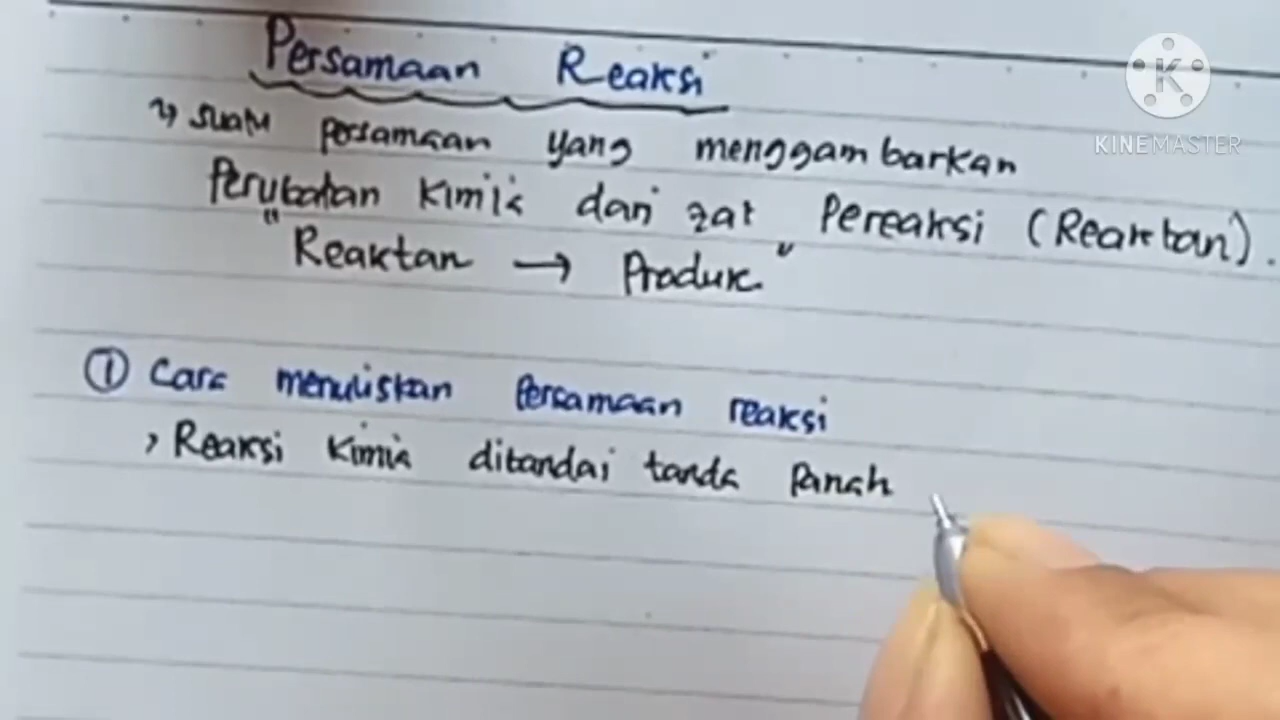 Persamaan Reaksi
KINEMASTER
→ suatu persamaan yang menggambarkan
Perubahan Kimia dari zat Pereaksi (Reaktan).
"Reaktan → Produk"
① Cara menuliskan Persamaan reaksi
› Reaksi Kimia ditandai tanda Panah